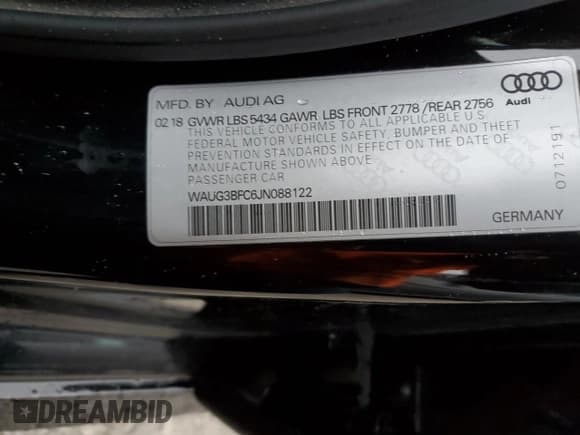 MFD. BY AUDI AG
02 18 GVWR LBS 5434 GAWR LBS FRONT 2778 /REAR 2756
THIS VEHICLE CONFORMS TO ALL APPLICABLE U S
FEDERAL MOTOR VEHICLE SAFETY, BUMPER AND THEFT
PREVENTION STANDARDS IN EFFECT ON THE DATE OF
MANUFACTURE SHOWN ABOVE.
PASSENGER CAR
WAUG3BFC6JN088122
Audi
0712191
GERMANY
DREAMBID